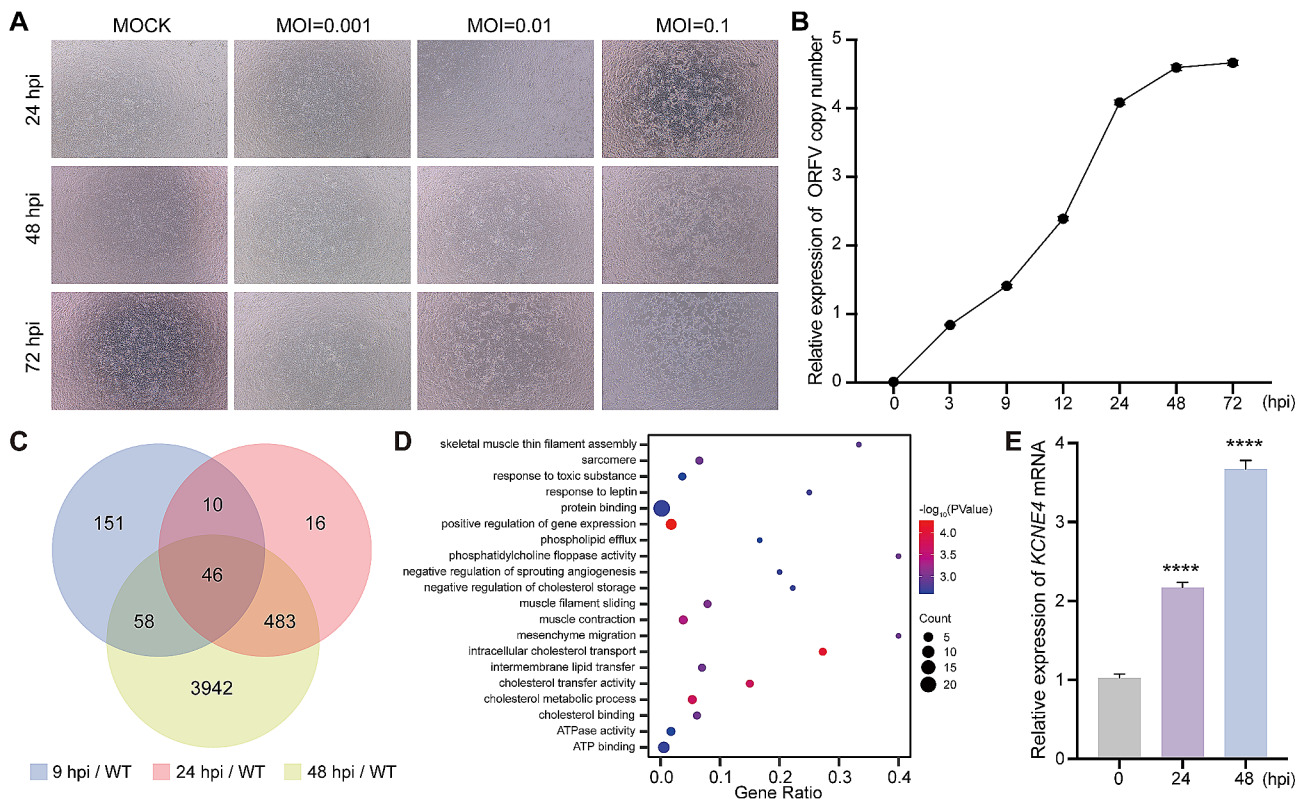 A
MOCK
MOI=0.001
MOI=0.01
MOI=0.1
24 hpi
48 hpi
72 hpi
B
Relative expression of ORFV copy number
5
4
3
2
1
0
0 3 9 12 24 48 72 (hpi)
C
151
10
16
46
58
483
3942
9 hpi / WT
24 hpi / WT
48 hpi / WT
D
skeletal muscle thin filament assembly
sarcomere
response to toxic substance
response to leptin
protein binding
positive regulation of gene expression
phospholipid efflux
phosphatidylcholine floppase activity
negative regulation of sprouting angiogenesis
negative regulation of cholesterol storage
muscle filament sliding
muscle contraction
mesenchyme migration
intracellular cholesterol transport
intermembrane lipid transfer
cholesterol transfer activity
cholesterol metabolic process
cholesterol binding
ATPase activity
ATP binding
0.0 0.1 0.2 0.3 0.4
Gene Ratio
-log₁₀(PValue)
4.0
3.5
3.0
Count
5
10
15
20
E
Relative expression of KCNE4 mRNA
4
3
2
1
0
****
****
0 24 48 (hpi)